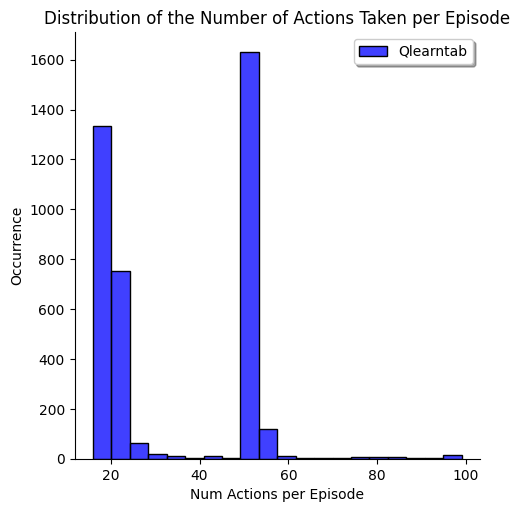 Distribution of the Number of Actions Taken per Episode
Qlearntab
1600
1400
1200
1000
800
600
400
200
0
Occurrence
20 40 60 80 100
Num Actions per Episode